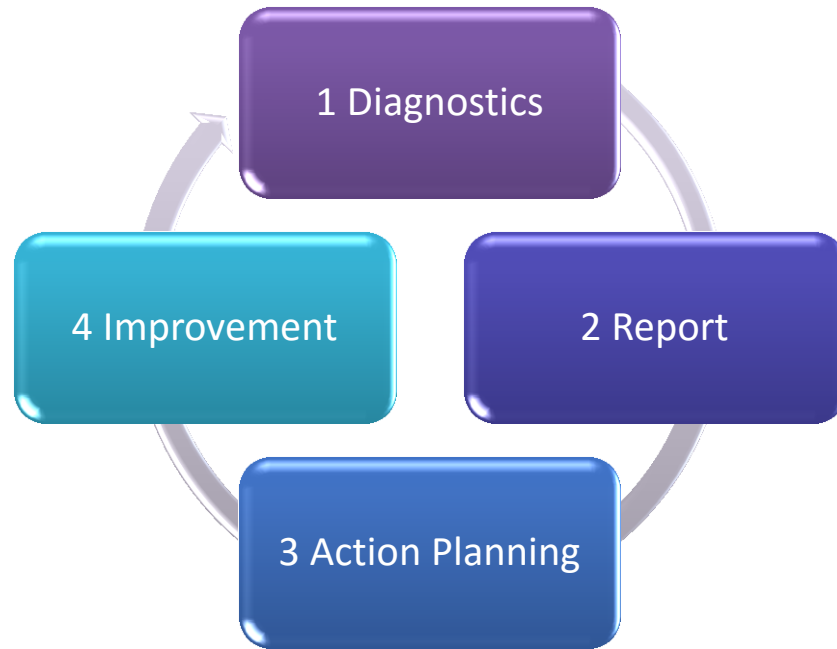 1 Diagnostics
2 Report
3 Action Planning
4 Improvement